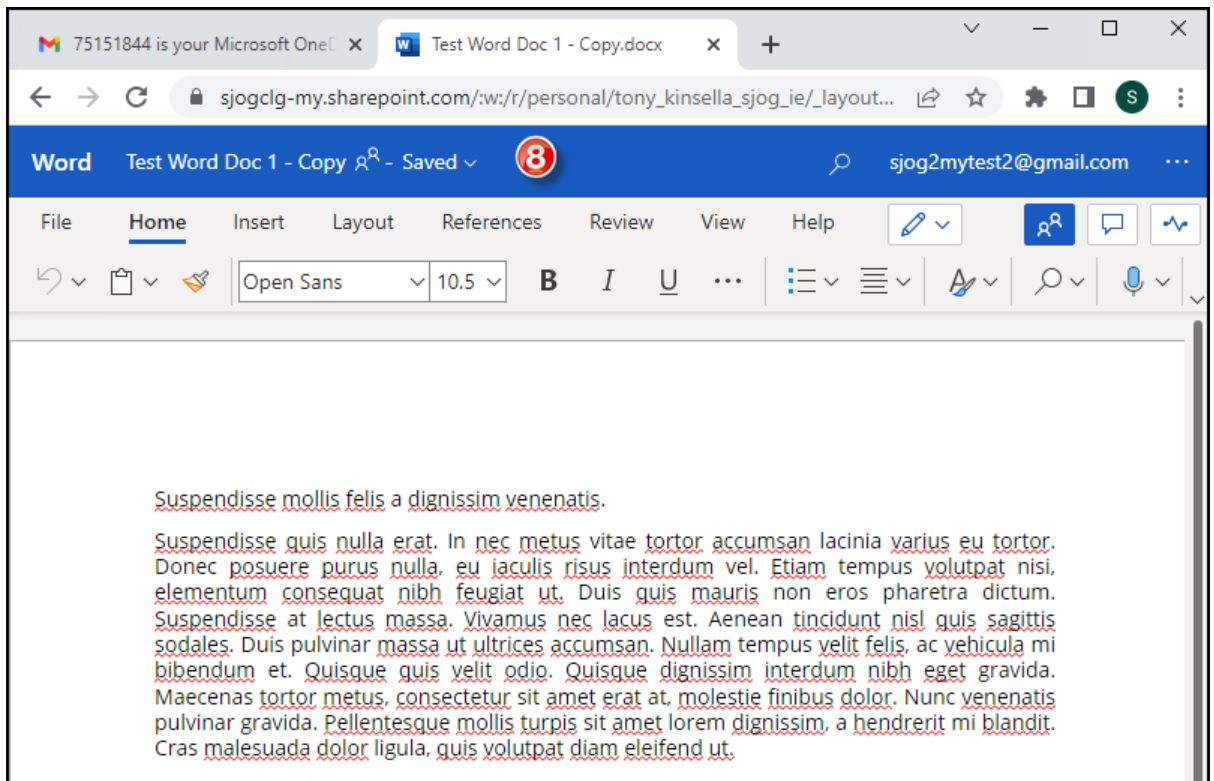 75151844 is your Microsoft OneD
Test Word Doc 1 - Copy.docx
sjogclg-my.sharepoint.com/:w:/r/personal/tony_kinsella_sjog_ie/_layout...
S
Word Test Word Doc 1 - Copy - Saved 8 sjog2mytest2@gmail.com ...
File Home Insert Layout References Review View Help
Open Sans 10.5 B I U ...
Suspendisse mollis felis a dignissim venenatis.
Suspendisse quis nulla erat. In nec metus vitae tortor accumsan lacinia varius eu tortor.
Donec posuere purus nulla, eu iaculis risus interdum vel. Etiam tempus volutpat nisi,
elementum consequat nibh feugiat ut. Duis quis mauris non eros pharetra dictum.
Suspendisse at lectus massa. Vivamus nec lacus est. Aenean tincidunt nisl quis sagittis
sodales. Duis pulvinar massa ut ultrices accumsan. Nullam tempus velit felis, ac vehicula mi
bibendum et. Quisque quis velit odio. Quisque dignissim interdum nibh eget gravida.
Maecenas tortor metus, consectetur sit amet erat at, molestie finibus dolor. Nunc venenatis
pulvinar gravida. Pellentesque mollis turpis sit amet lorem dignissim, a hendrerit mi blandit.
Cras malesuada dolor ligula, quis volutpat diam eleifend ut.